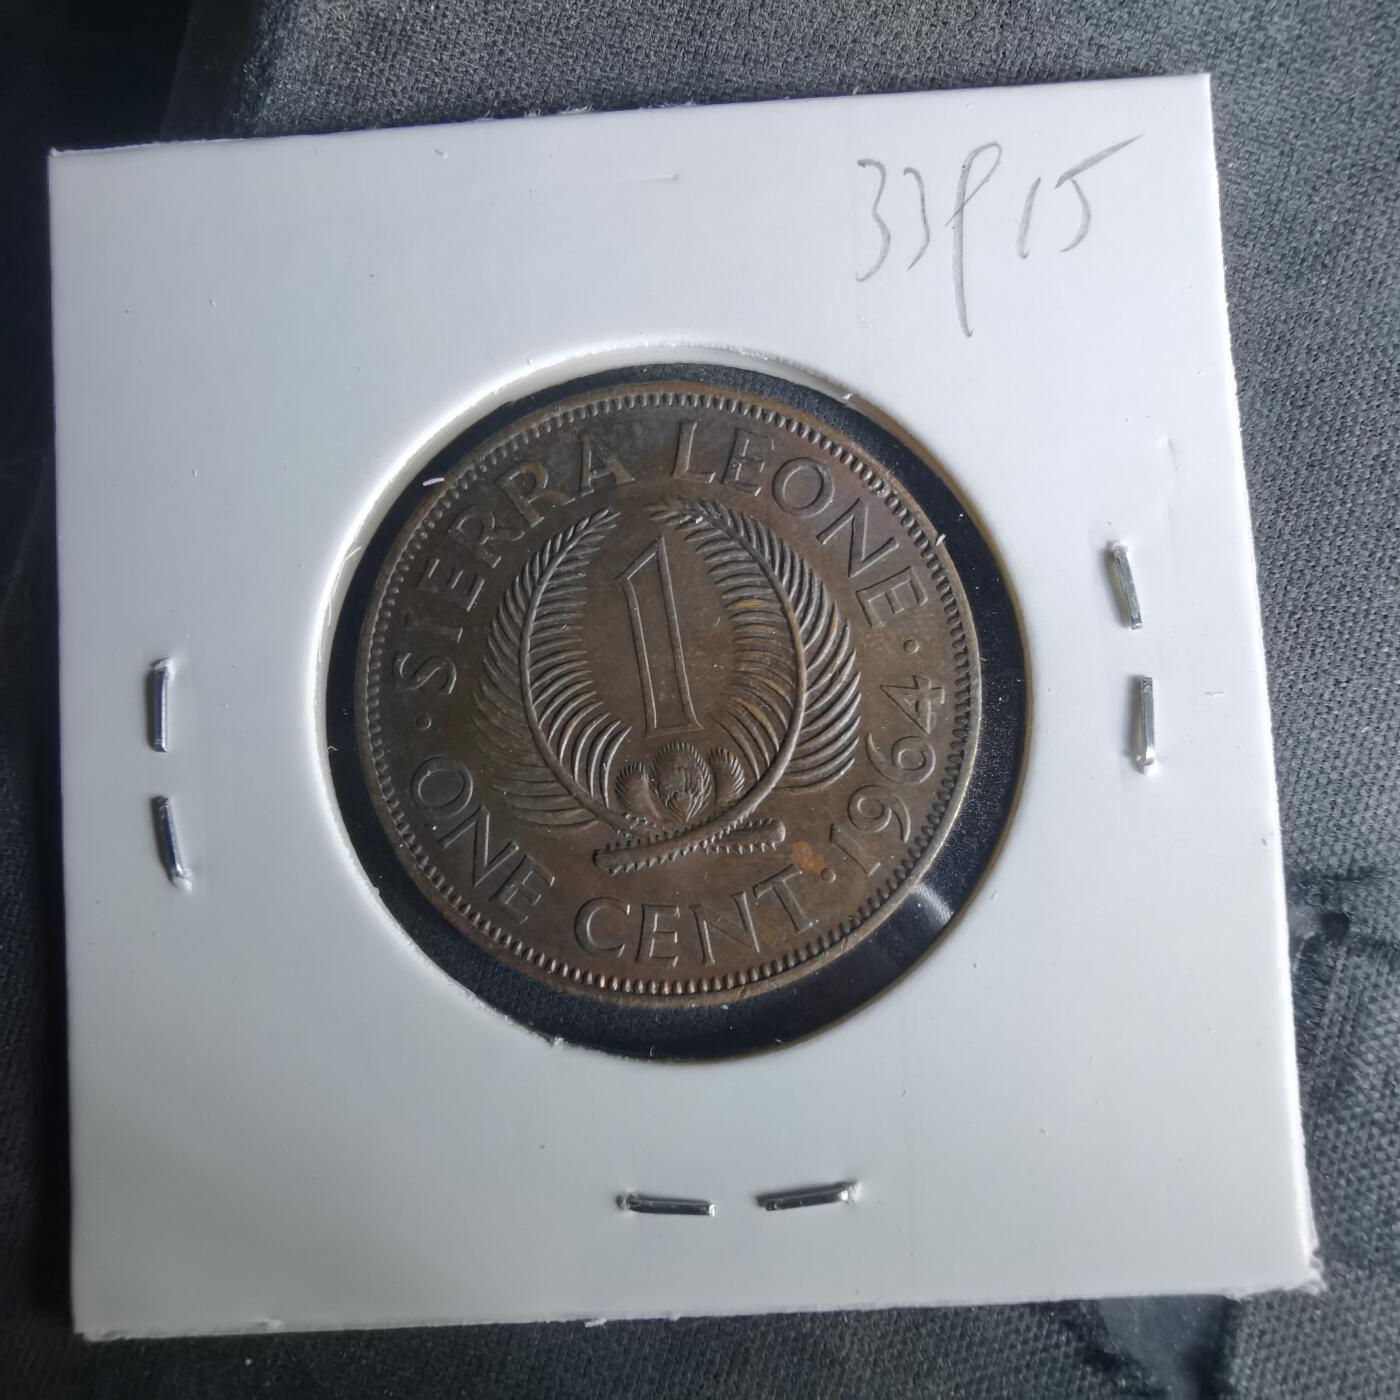 33P15
· SIERRA LEONE ·
1
ONE CENT · 1964